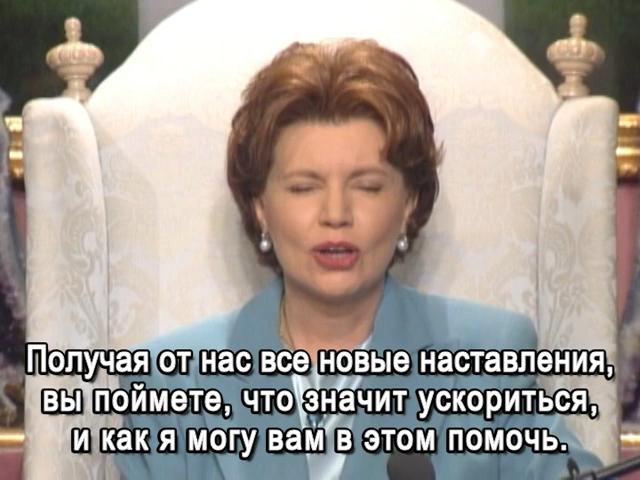 Получая от нас все новые наставления,
вы поймете, что значит ускориться,
и как я могу вам в этом помочь.